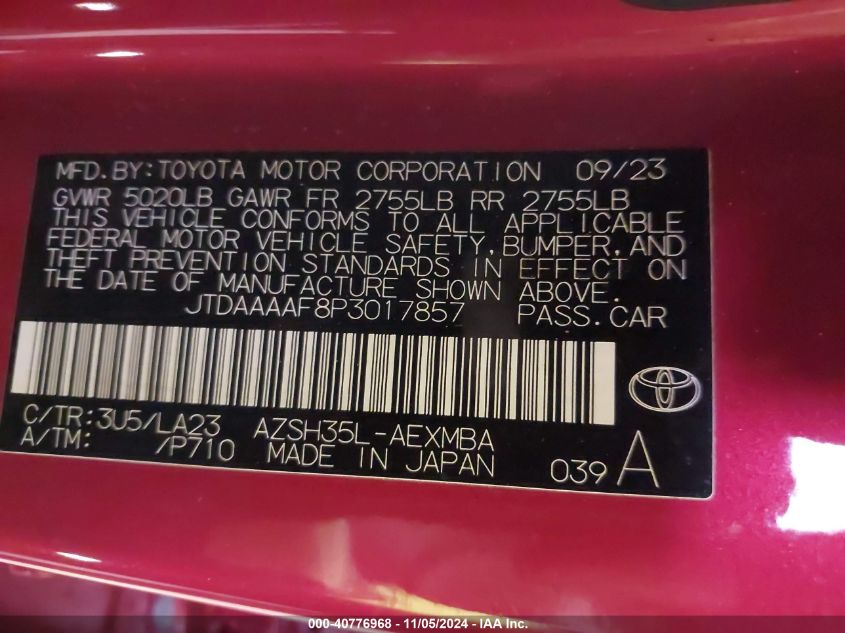 MFD.BY:TOYOTA MOTOR CORPORATION 09/23
GVWR 5020LB GAWR FR 2755LB RR 2755LB
THIS VEHICLE CONFORMS TO ALL APPLICABLE
FEDERAL MOTOR VEHICLE SAFETY,BUMPER,AND
THEFT PREVENTION STANDARDS IN EFFECT ON
THE DATE OF MANUFACTURE SHOWN ABOVE.
JTDAAAAF8P3017857 PASS.CAR
C/TR:3U5/LA23 AZSH35L-AEXMBA
A/TM: /P710 MADE IN JAPAN 039 A
000-40776968 - 11/05/2024 - IAA Inc.